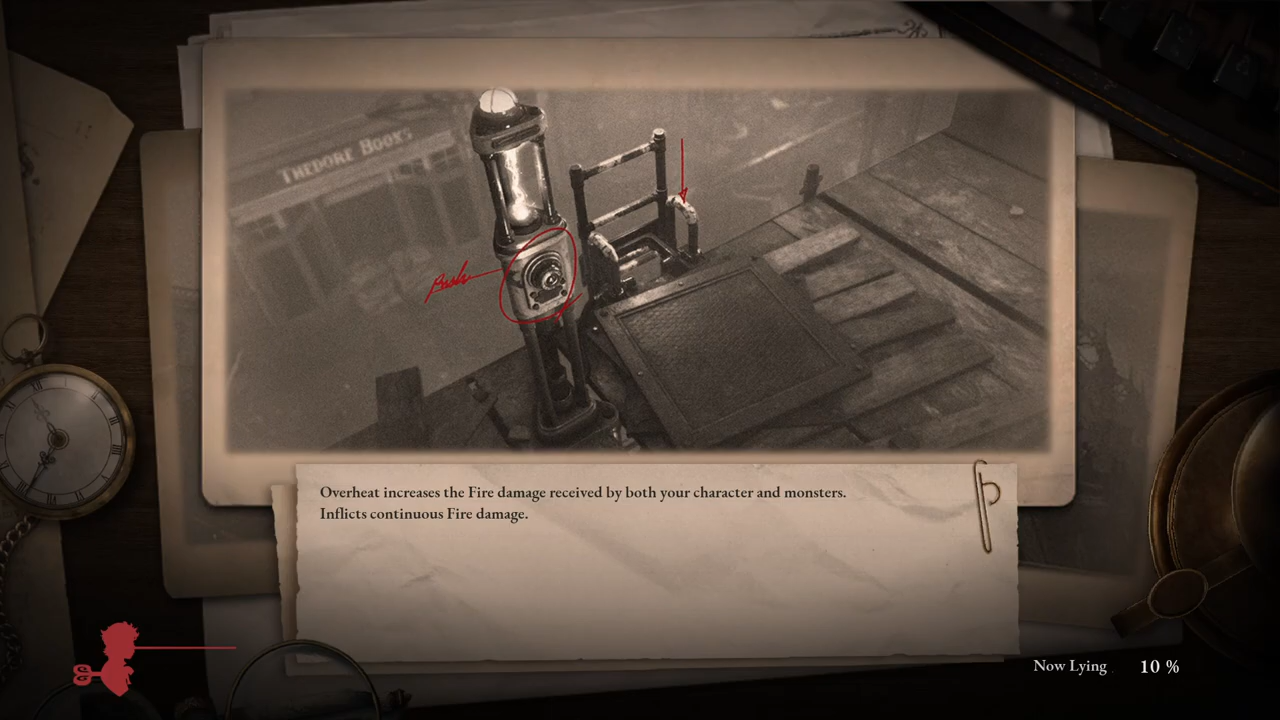 THEDORE BOOKS
Push
Overheat increases the Fire damage received by both your character and monsters.
Inflicts continuous Fire damage.
Now Lying 10 %